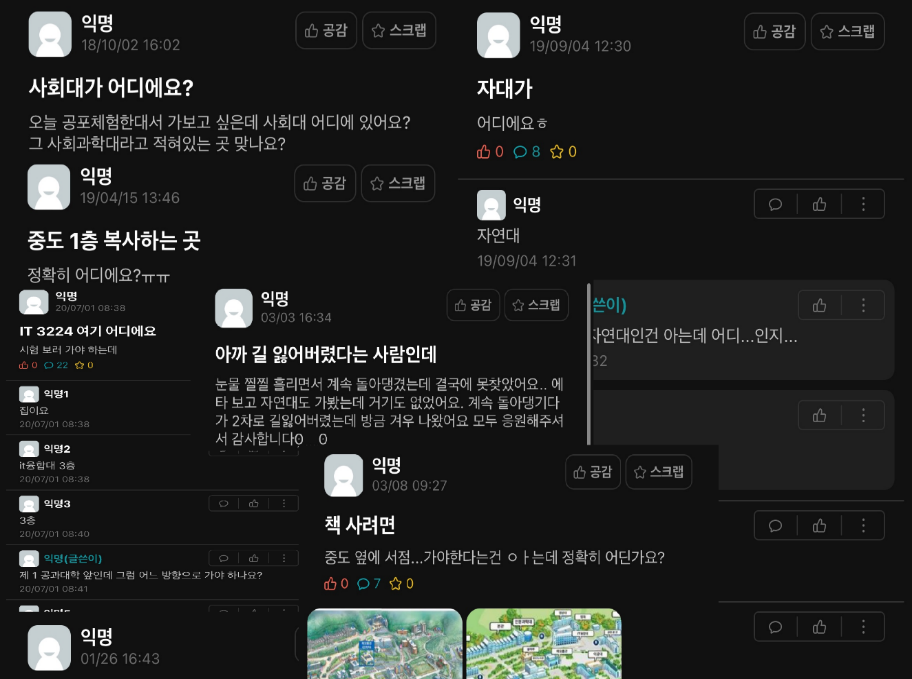 익명
18/10/02 16:02
공감
스크랩
사회대가 어디에요?
오늘 공포체험한대서 가보고 싶은데 사회대 어디에 있어요?
그 사회과학대라고 적혀있는 곳 맞나요?
익명
19/04/15 13:46
공감
스크랩
중도 1층 복사하는 곳
정확히 어디에요?ㅠㅠ
익명
20/07/01 08:38
IT 3224 여기 어디에요
시험 보러 가야 하는데
0 22 0
익명1
집이요
20/07/01 08:38
익명2
it융합대 3층
20/07/01 08:38
익명3
3층
20/07/01 08:40
익명(글쓴이)
제 1 공과대학 앞인데 그럼 어느 방향으로 가야 하나요?
20/07/01 08:41
익명
01/26 16:43
익명
03/03 16:34
공감
스크랩
아까 길 잃어버렸다는 사람인데
눈물 찔찔 흘리면서 계속 돌아댕겼는데 결국에 못찾았어요.. 에
타 보고 자연대도 가봤는데 거기도 없었어요. 계속 돌아댕기다
가 2차로 길잃어버렸는데 방금 겨우 나왔어요 모두 응원해주셔
서 감사합니다0 0
익명
03/08 09:27
공감
스크랩
책 사려면
중도 옆에 서점...가야한다는건 ㅇㅏ는데 정확히 어딘가요?
0 7 0
익명
19/09/04 12:30
공감
스크랩
자대가
어디에요ㅎ
0 8 0
익명
자연대
19/09/04 12:31
쓴이)
자연대인건 아는데 어디...인지...
32